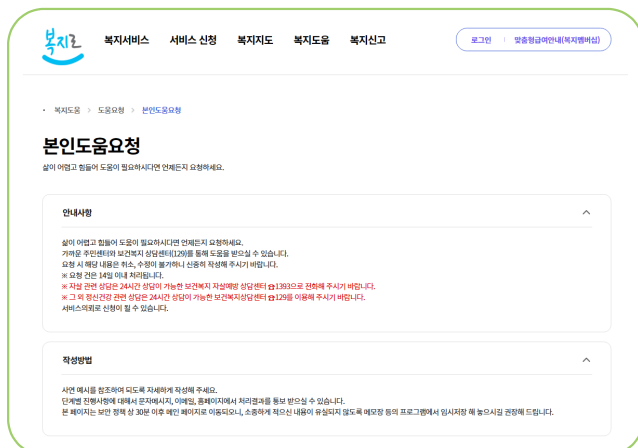 복지로 복지서비스 서비스 신청 복지지도 복지도움 복지신고 로그인 맞춤형급여안내(복지멤버십)
· 복지도움 > 도움요청 > 본인도움요청
본인도움요청
삶이 어렵고 힘들어 도움이 필요하시다면 언제든지 요청하세요.
안내사항
삶이 어렵고 힘들어 도움이 필요하시다면 언제든지 요청하세요.
가까운 주민센터와 보건복지 상담센터(129)를 통해 도움을 받으실 수 있습니다.
요청 시 해당 내용은 취소, 수정이 불가하니 신중히 작성해 주시기 바랍니다.
※ 요청 건은 14일 이내 처리됩니다.
※ 자살 관련 상담은 24시간 상담이 가능한 보건복지 자살예방 상담센터 ☎1393으로 전화해 주시기 바랍니다.
※ 그 외 정신건강 관련 상담은 24시간 상담이 가능한 보건복지상담센터 ☎129를 이용해 주시기 바랍니다.
서비스의뢰로 신청이 될 수 있습니다.
작성방법
사연 예시를 참조하여 되도록 자세하게 작성해 주세요.
단계별 진행사항에 대해서 문자메시지, 이메일, 홈페이지에서 처리결과를 통보 받으실 수 있습니다.
본 페이지는 보안 정책 상 30분 이후 메인 페이지로 이동되오니, 소중하게 적으신 내용이 유실되지 않도록 메모장 등의 프로그램에서 임시저장 해 놓으시길 권장해 드립니다.